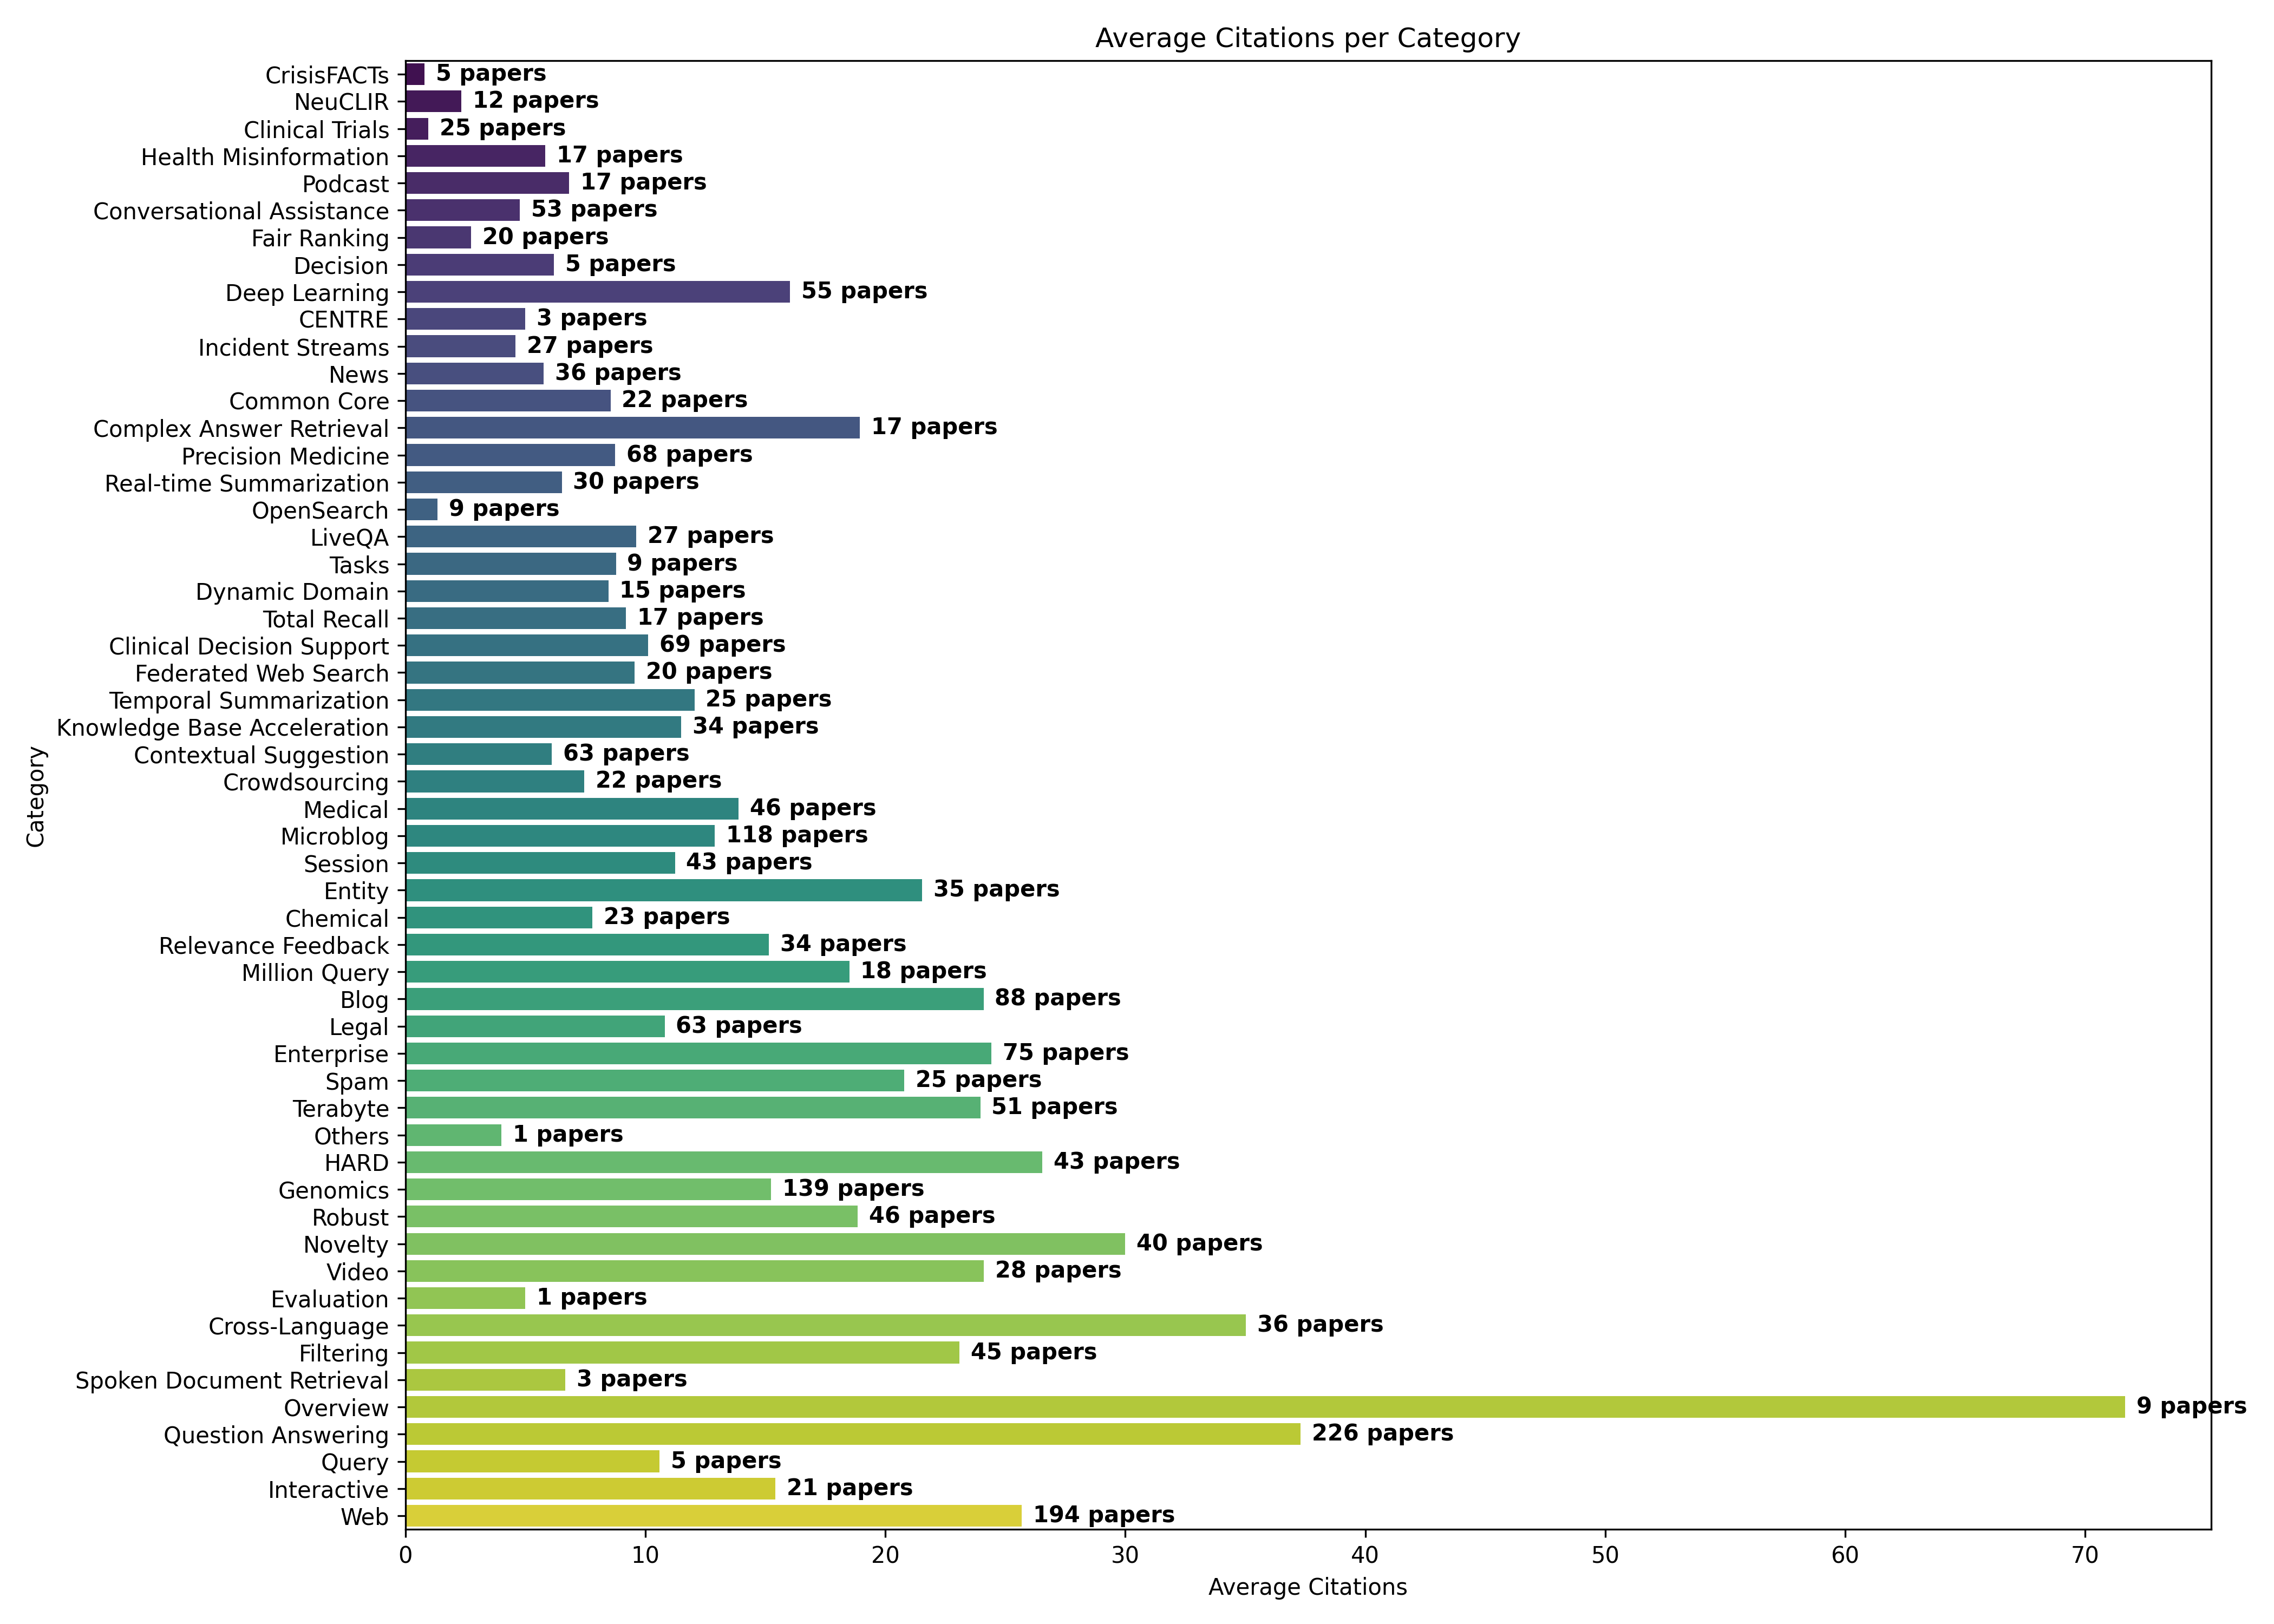 Average Citations per Category
CrisisFACTs 5 papers
NeuCLIR 12 papers
Clinical Trials 25 papers
Health Misinformation 17 papers
Podcast 17 papers
Conversational Assistance 53 papers
Fair Ranking 20 papers
Decision 5 papers
Deep Learning 55 papers
CENTRE 3 papers
Incident Streams 27 papers
News 36 papers
Common Core 22 papers
Complex Answer Retrieval 17 papers
Precision Medicine 68 papers
Real-time Summarization 30 papers
OpenSearch 9 papers
LiveQA 27 papers
Tasks 9 papers
Dynamic Domain 15 papers
Total Recall 17 papers
Clinical Decision Support 69 papers
Federated Web Search 20 papers
Temporal Summarization 25 papers
Knowledge Base Acceleration 34 papers
Contextual Suggestion 63 papers
Crowdsourcing 22 papers
Medical 46 papers
Microblog 118 papers
Session 43 papers
Entity 35 papers
Chemical 23 papers
Relevance Feedback 34 papers
Million Query 18 papers
Blog 88 papers
Legal 63 papers
Enterprise 75 papers
Spam 25 papers
Terabyte 51 papers
Others 1 papers
HARD 43 papers
Genomics 139 papers
Robust 46 papers
Novelty 40 papers
Video 28 papers
Evaluation 1 papers
Cross-Language 36 papers
Filtering 45 papers
Spoken Document Retrieval 3 papers
Overview 9 papers
Question Answering 226 papers
Query 5 papers
Interactive 21 papers
Web 194 papers
Category
0 10 20 30 40 50 60 70
Average Citations